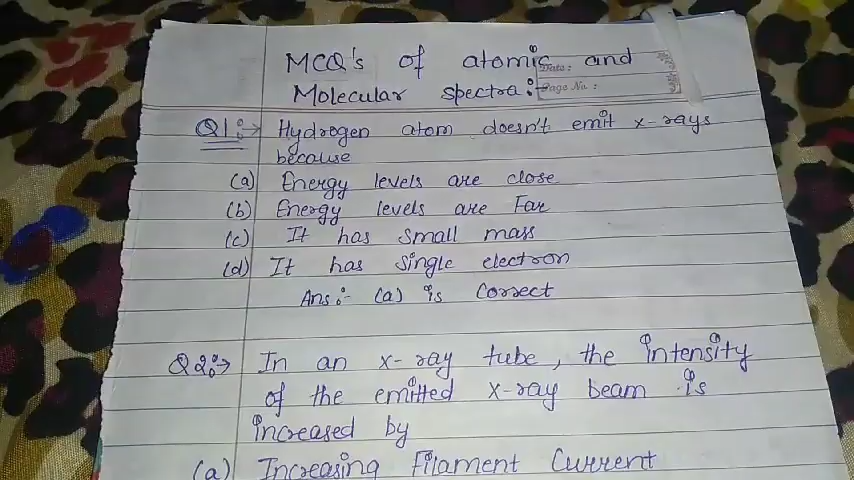 MCQ's of atomic and
Date :
Molecular spectra:-
Page No :
Q1:→ Hydrogen atom doesn't emit x-rays
because
(a) Energy levels are close
(b) Energy levels are Far
(c) It has small mass
(d) It has single electron
Ans:- (a) is Correct
Q2:→ In an x-ray tube, the Intensity
of the emitted x-ray beam is
increased by
(a) Increasing Filament Current